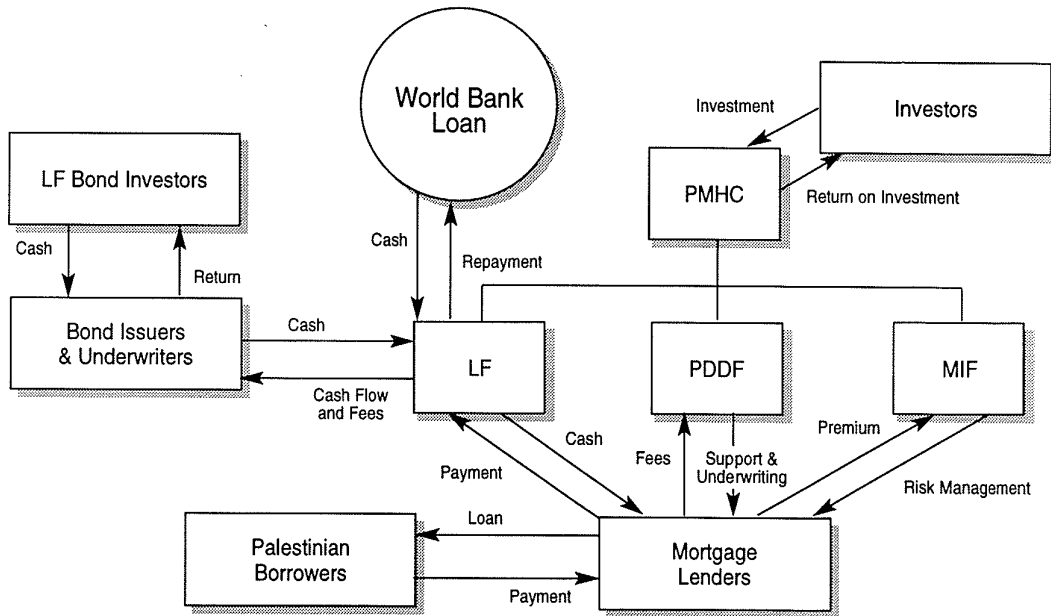 World Bank
Loan
Investment
Investors
LF Bond Investors
PMHC
Return on Investment
Cash
Return
Cash
Repayment
Bond Issuers
& Underwriters
Cash
Cash Flow
and Fees
LF
PDDF
MIF
Payment
Cash
Fees
Support &
Underwriting
Premium
Risk Management
Palestinian
Borrowers
Loan
Payment
Mortgage
Lenders